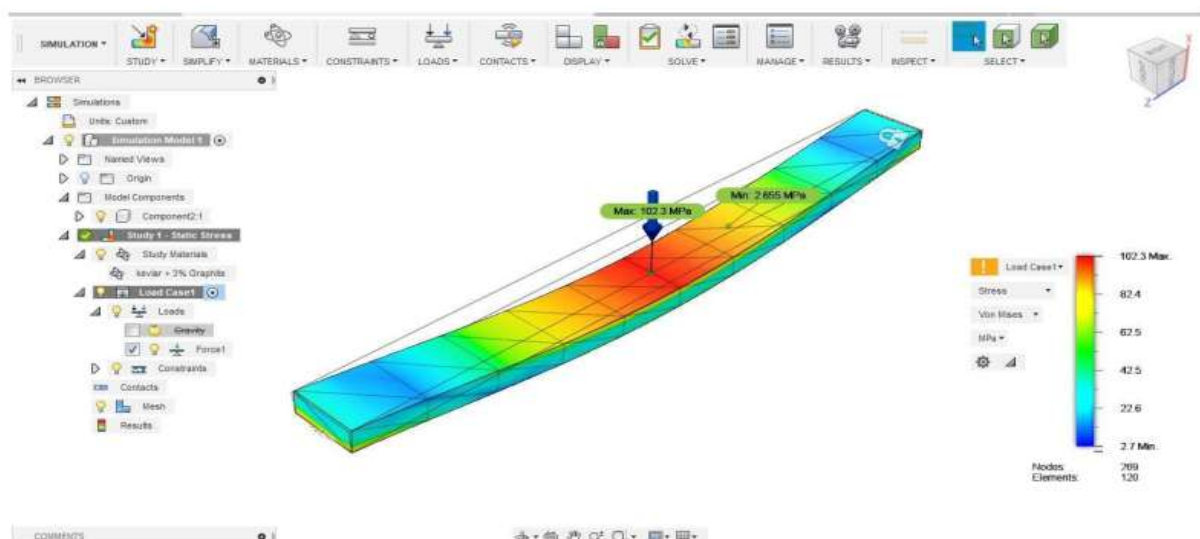 SIMULATION
STUDY
SIMPLIFY
MATERIALS
CONSTRAINTS
LOADS
CONTACTS
DISPLAY
SOLVE
MANAGE
RESULTS
INSPECT
SELECT
BROWSER
Simulations
Units: Custom
Simulation Model 1
Named Views
Origin
Model Components
Component2:1
Study 1 - Static Stress
Study Materials
kevlar + 3% Graphite
Load Case1
Loads
Gravity
Force1
Constraints
Contacts
Mesh
Results
Max: 102.3 MPa
Min: 2.655 MPa
Load Case1
Stress
Von Mises
MPa
102.3 Max.
82.4
62.5
42.5
22.6
2.7 Min.
Nodes: 769
Elements: 120
X
Z
COMMENTS